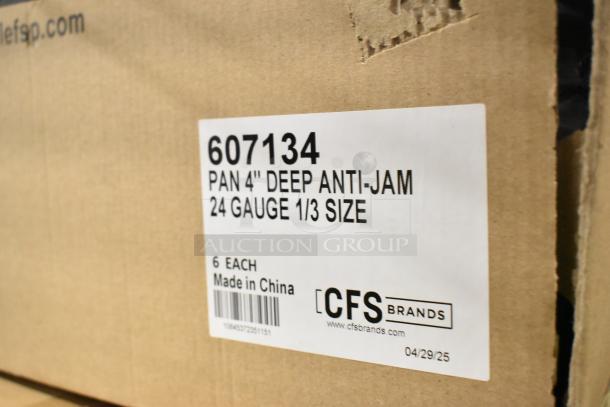 lefsp.com
607134
PAN 4" DEEP ANTI-JAM
24 GAUGE 1/3 SIZE
AUCTION GROUP
6 EACH
Made in China
CFS BRANDS
www.cfsbrands.com
04/29/25